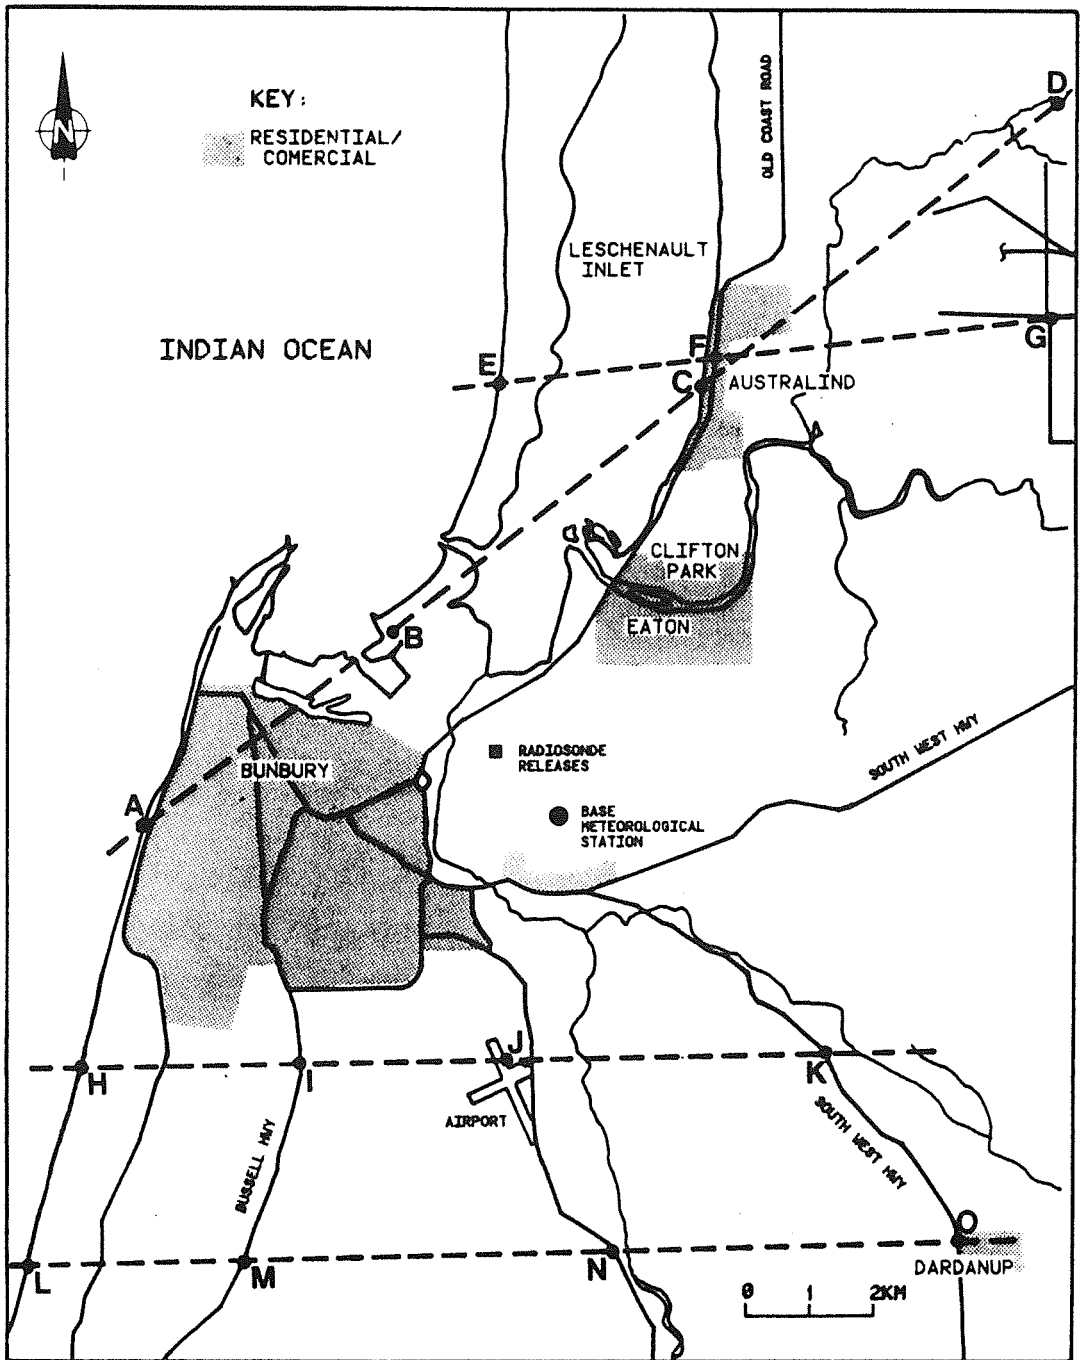 D
N
KEY:
RESIDENTIAL/
COMERCIAL
OLD COAST ROAD
LESCHENAULT
INLET
INDIAN OCEAN
E
F
G
C
AUSTRALIND
CLIFTON
PARK
EATON
B
SOUTH WEST HWY
RADIOSONDE
RELEASES
BUNBURY
A
BASE
METEOROLOGICAL
STATION
H
I
J
K
AIRPORT
BUSSELL HWY
SOUTH WEST HWY
L
M
N
O
DARDANUP
0 1 2KM